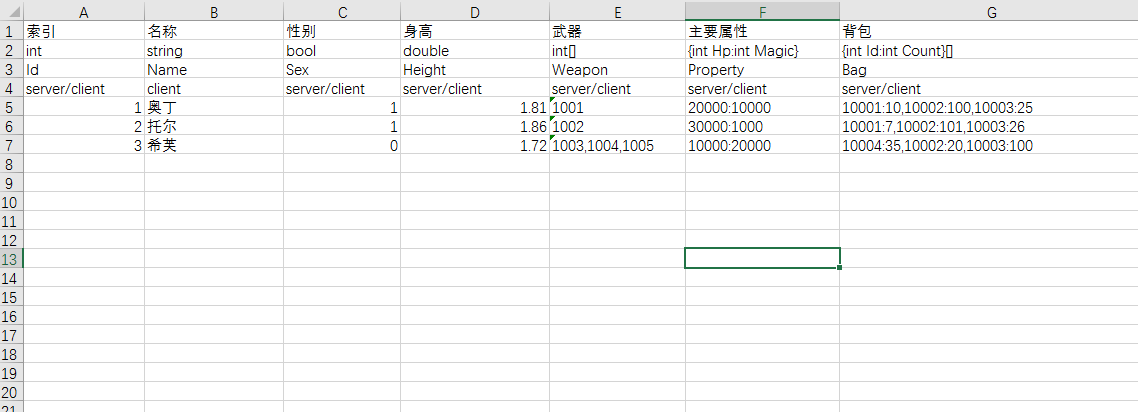 A B C D E F G
1 索引 名称 性别 身高 武器 主要属性 背包
2 int string bool double int[] {int Hp:int Magic} {int Id:int Count}[]
3 Id Name Sex Height Weapon Property Bag
4 server/client client server/client server/client server/client server/client server/client
5 1 奥丁 1 1.81 1001 20000:10000 10001:10,10002:100,10003:25
6 2 托尔 1 1.86 1002 30000:1000 10001:7,10002:101,10003:26
7 3 希芙 0 1.72 1003,1004,1005 10000:20000 10004:35,10002:20,10003:100
8
9
10
11
12
13
14
15
16
17
18
19
20
21